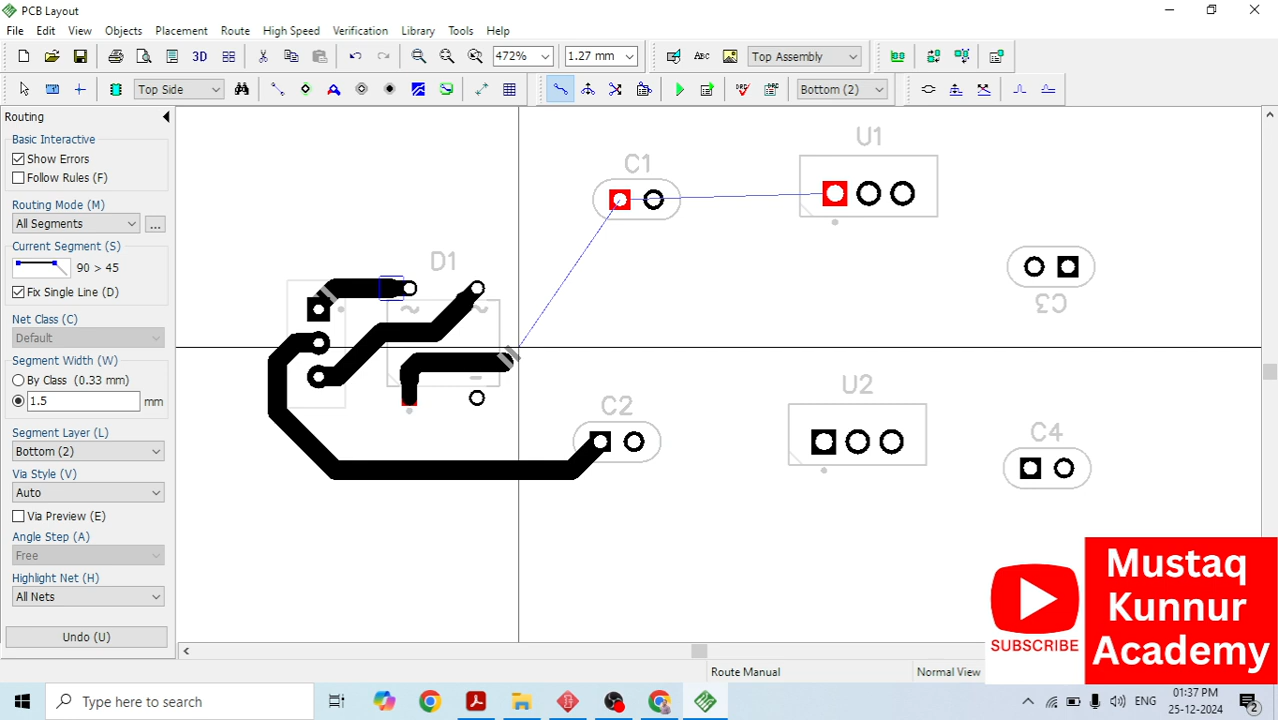 PCB Layout
File Edit View Objects Placement Route High Speed Verification Library Tools Help
3D 472% 1.27 mm ABC Top Assembly
Top Side Bottom (2)
Routing
Basic Interactive
Show Errors
Follow Rules (F)
Routing Mode (M)
All Segments ...
Current Segment (S)
90 > 45
Fix Single Line (D)
Net Class (C)
Default
Segment Width (W)
By Class (0.33 mm)
1.5 mm
Segment Layer (L)
Bottom (2)
Via Style (V)
Auto
Via Preview (E)
Angle Step (A)
Free
Highlight Net (H)
All Nets
Undo (U)
U1
C1
D1
C3
~ ~
U2
C2
C4
Mustaq
Kunnur
Academy
SUBSCRIBE
Route Manual Normal View
Type here to search
ENG
01:37 PM
25-12-2024
2